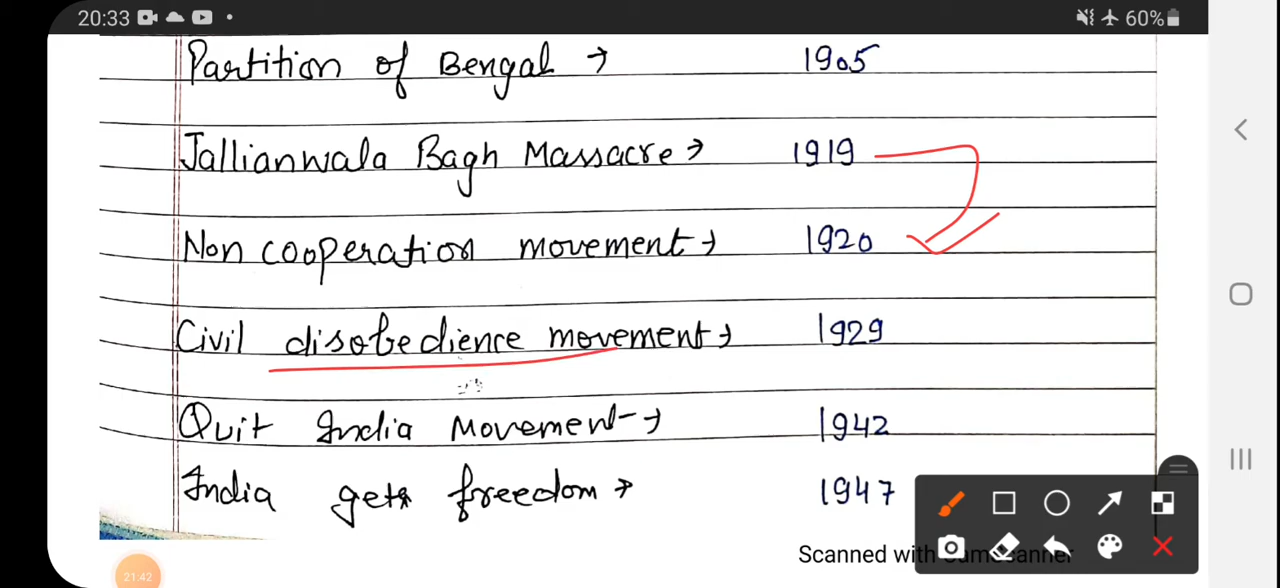 20:33 60%
Partition of Bengal → 1905
Jallianwala Bagh Massacre → 1919
Non cooperation movement → 1920
Civil disobedience movement → 1929
Quit India Movement → 1942
India gets freedom → 1947
Scanned with
21:42